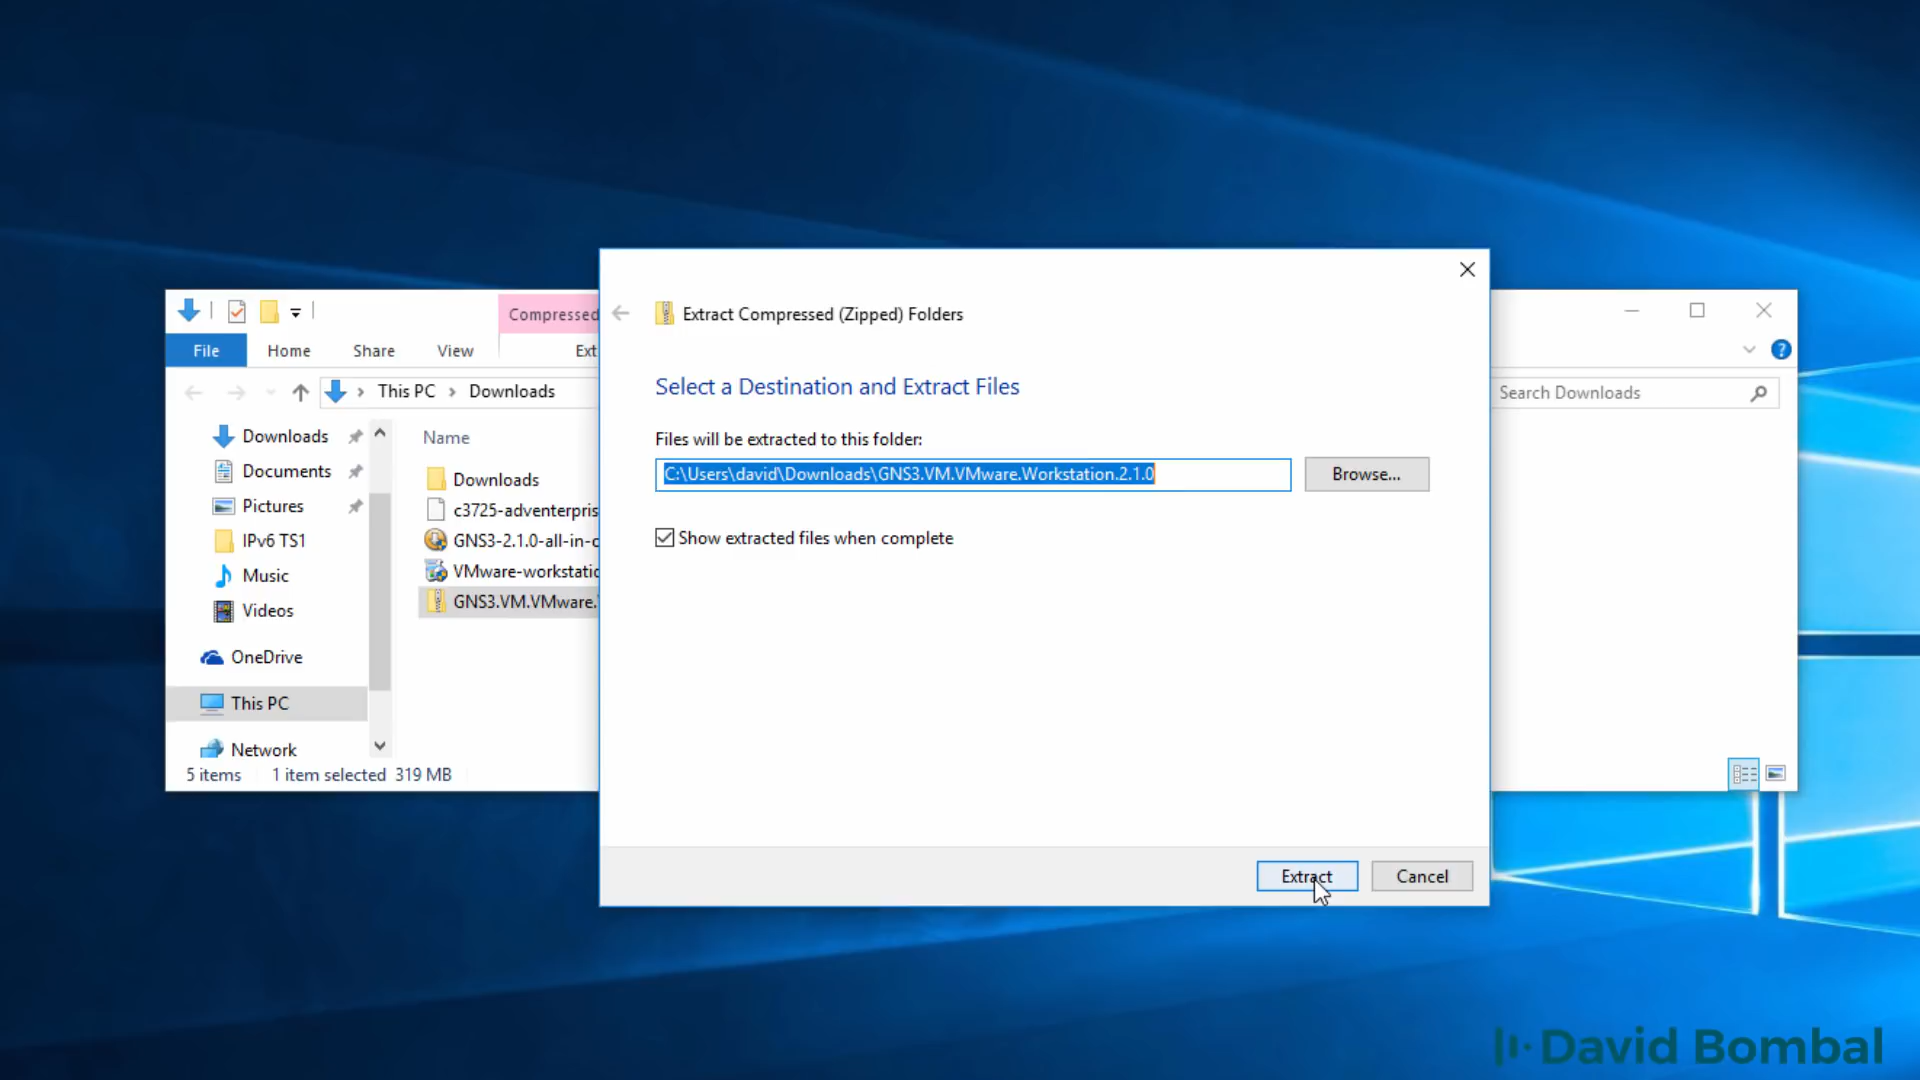 Compressed
File
Home
Share
View
Ext
This PC
Downloads
Search Downloads
Downloads
Documents
Pictures
IPv6 TS1
Music
Videos
OneDrive
This PC
Network
Name
Downloads
c3725-adventerpris
GNS3-2.1.0-all-in-o
VMware-workstatio
GNS3.VM.VMware.
5 items
1 item selected 319 MB
Extract Compressed (Zipped) Folders
Select a Destination and Extract Files
Files will be extracted to this folder:
C:\Users\david\Downloads\GNS3.VM.VMware.Workstation.2.1.0
Browse...
Show extracted files when complete
Extract
Cancel
David Bombal